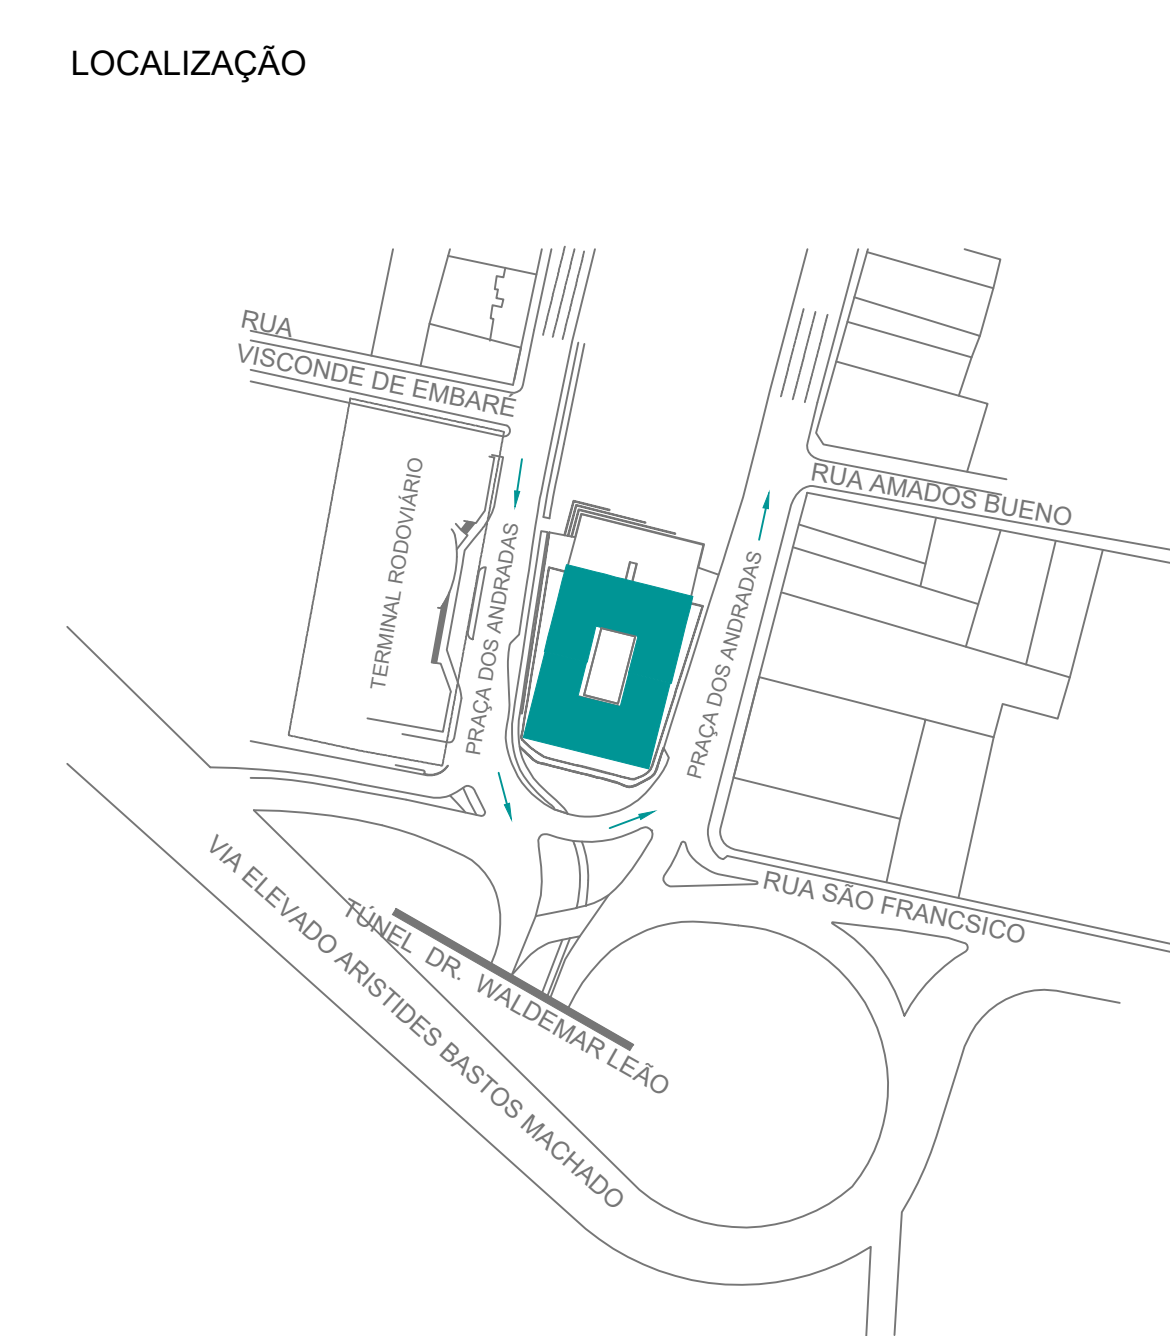 LOCALIZAÇÃO
RUA
VISCONDE DE EMBARÉ
TERMINAL RODOVIÁRIO
PRAÇA DOS ANDRADAS
PRAÇA DOS ANDRADAS
RUA AMADOS BUENO
RUA SÃO FRANCSICO
TÚNEL DR. WALDEMAR LEÃO
VIA ELEVADO ARISTIDES BASTOS MACHADO